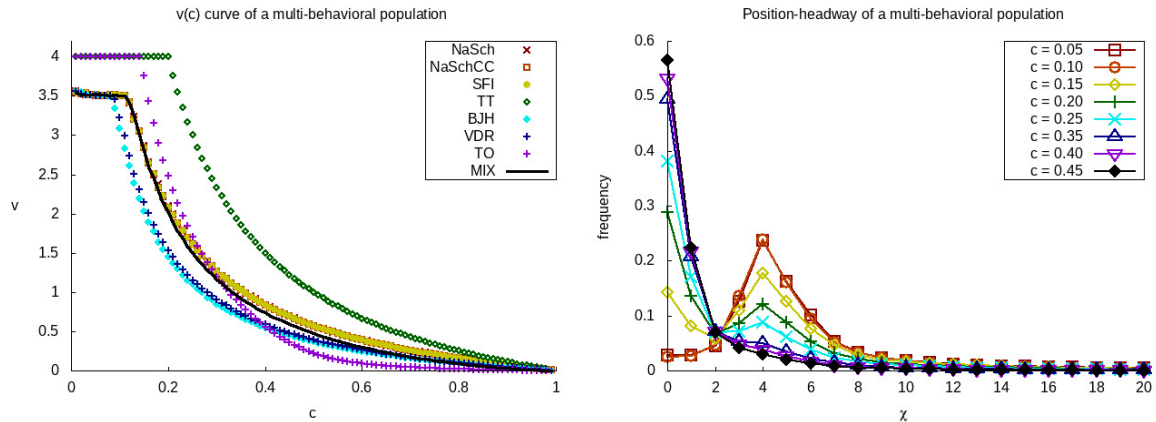 v(c) curve of a multi-behavioral population
v
4
3.5
3
2.5
2
1.5
1
0.5
0
NaSch
NaSchCC
SFI
TT
BJH
VDR
TO
MIX
0 0.2 0.4 0.6 0.8 1
c
Position-headway of a multi-behavioral population
frequency
0.6
0.5
0.4
0.3
0.2
0.1
0
c = 0.05
c = 0.10
c = 0.15
c = 0.20
c = 0.25
c = 0.35
c = 0.40
c = 0.45
0 2 4 6 8 10 12 14 16 18 20
χ